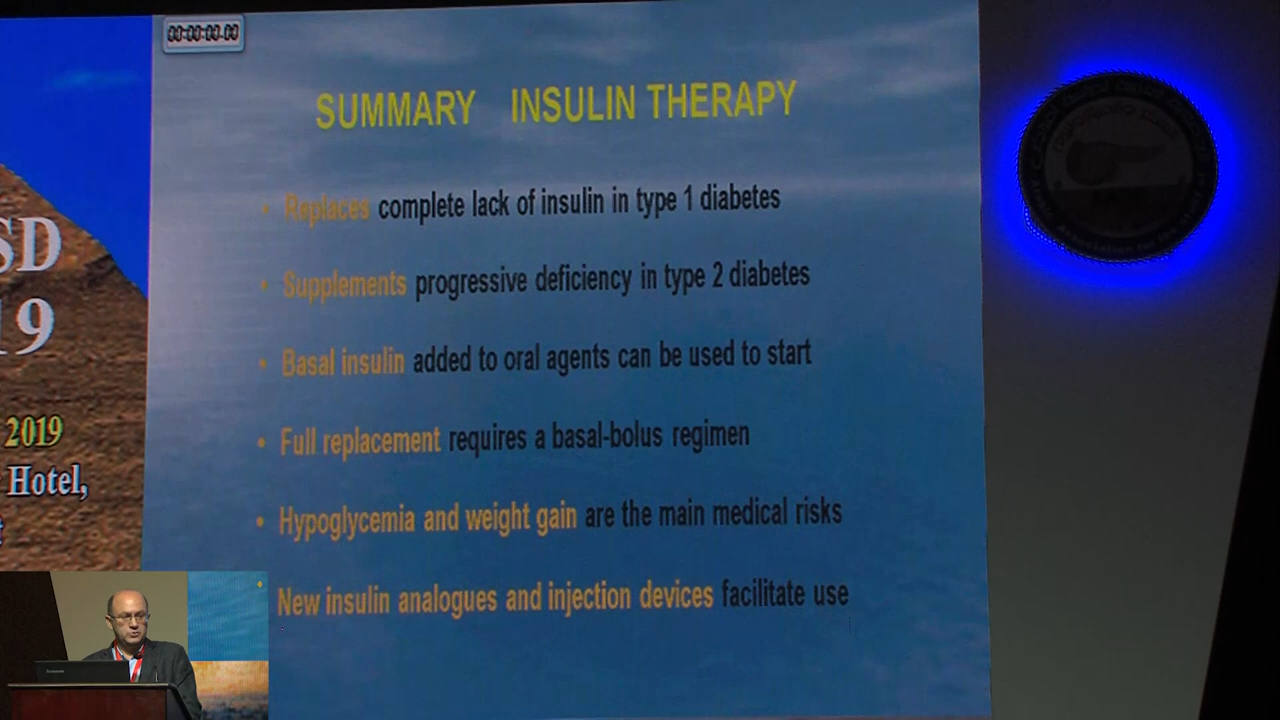 00:00:00.00
SUMMARY INSULIN THERAPY
• Replaces complete lack of insulin in type 1 diabetes
• Supplements progressive deficiency in type 2 diabetes
• Basal insulin added to oral agents can be used to start
• Full replacement requires a basal-bolus regimen
• Hypoglycemia and weight gain are the main medical risks
• New insulin analogues and injection devices facilitate use
SD
19
2019
Hotel,